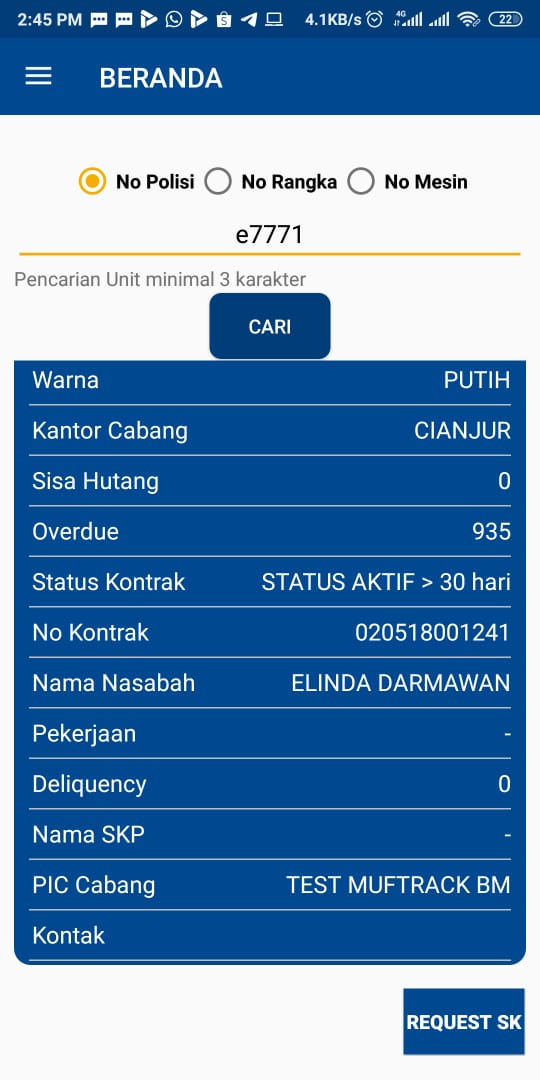 2:45 PM 4.1KB/s 4G 22
BERANDA
No Polisi No Rangka No Mesin
e7771
Pencarian Unit minimal 3 karakter
CARI
Warna PUTIH
Kantor Cabang CIANJUR
Sisa Hutang 0
Overdue 935
Status Kontrak STATUS AKTIF > 30 hari
No Kontrak 020518001241
Nama Nasabah ELINDA DARMAWAN
Pekerjaan -
Deliquency 0
Nama SKP -
PIC Cabang TEST MUFTRACK BM
Kontak
REQUEST SK